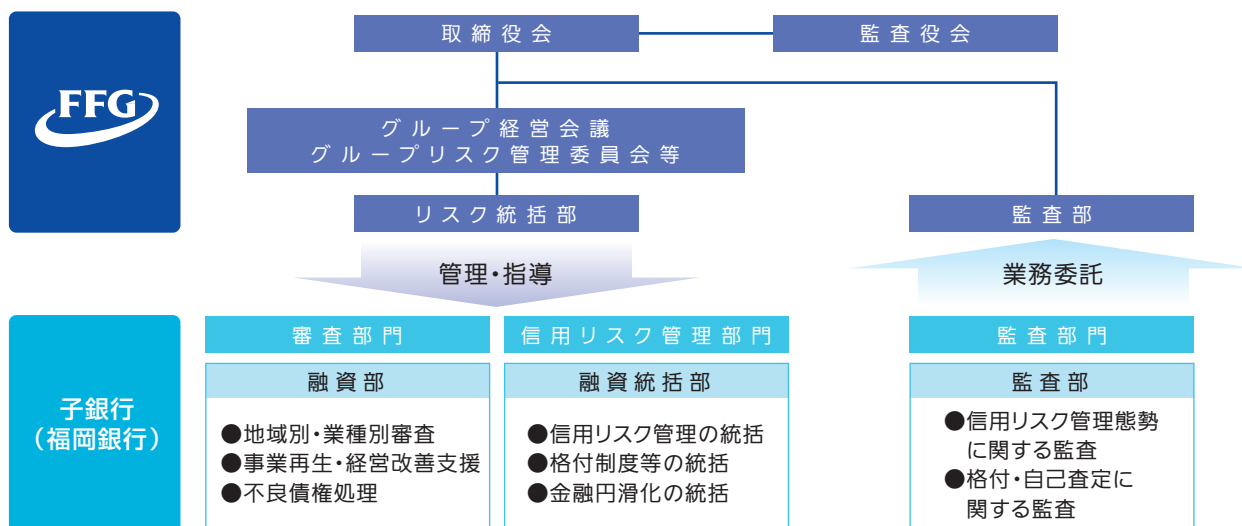 FFG
取締役会
監査役会
グループ経営会議
グループリスク管理委員会等
リスク統括部
監査部
管理・指導
業務委託
子銀行
（福岡銀行）
審査部門
融資部
●地域別・業種別審査
●事業再生・経営改善支援
●不良債権処理
信用リスク管理部門
融資統括部
●信用リスク管理の統括
●格付制度等の統括
●金融円滑化の統括
監査部門
監査部
●信用リスク管理態勢
に関する監査
●格付・自己査定に
関する監査